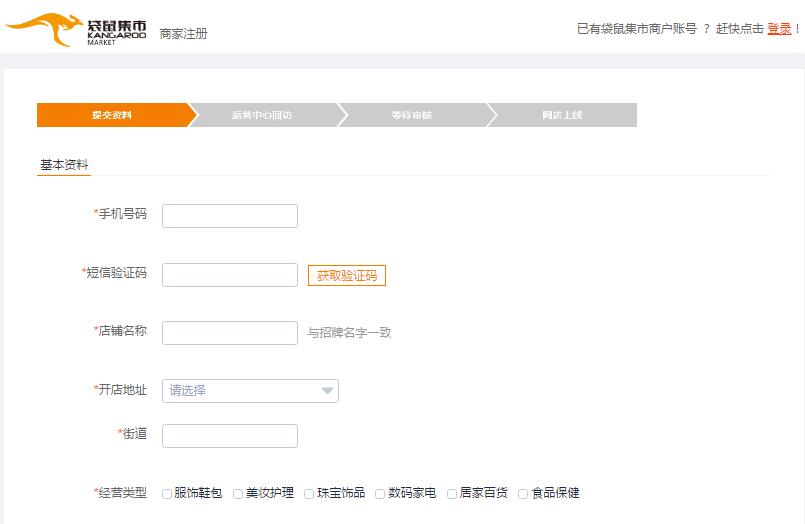 袋鼠集市
KANGAROO
MARKET
商家注册
已有袋鼠集市商户账号 ？ 赶快点击 登录！
提交资料
运营中心回访
等待审核
网店上线
基本资料
*手机号码
*短信验证码 获取验证码
*店铺名称 与招牌名字一致
*开店地址 请选择
*街道
*经营类型 服饰鞋包 美妆护理 珠宝饰品 数码家电 居家百货 食品保健